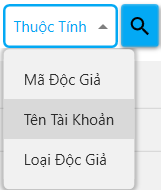 Thuộc Tính
Mã Độc Giả
Tên Tài Khoản
Loại Độc Giả